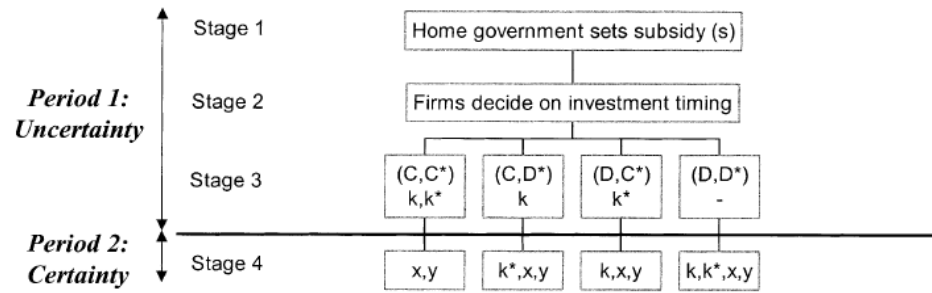 Stage 1
Home government sets subsidy (s)
Period 1:
Uncertainty
Stage 2
Firms decide on investment timing
Stage 3
(C,C*)
k,k*
(C,D*)
k
(D,C*)
k*
(D,D*)
-
Period 2:
Certainty
Stage 4
x,y
k*,x,y
k,x,y
k,k*,x,y